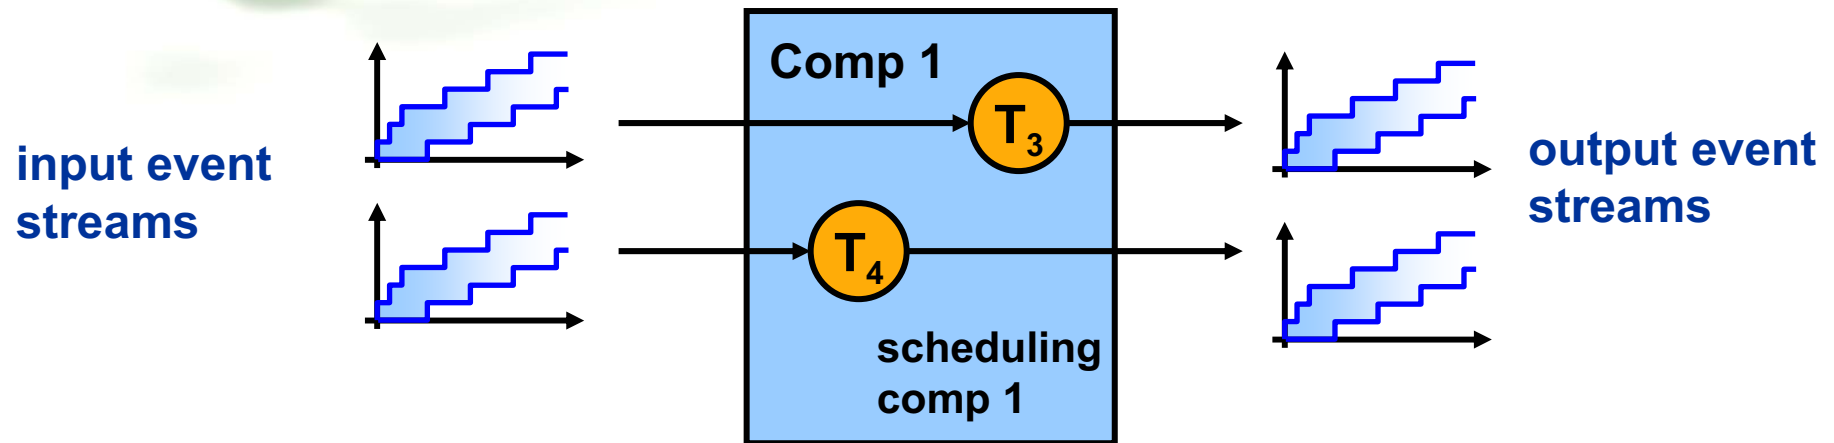 input event
streams
Comp 1
T3
T4
scheduling
comp 1
output event
streams